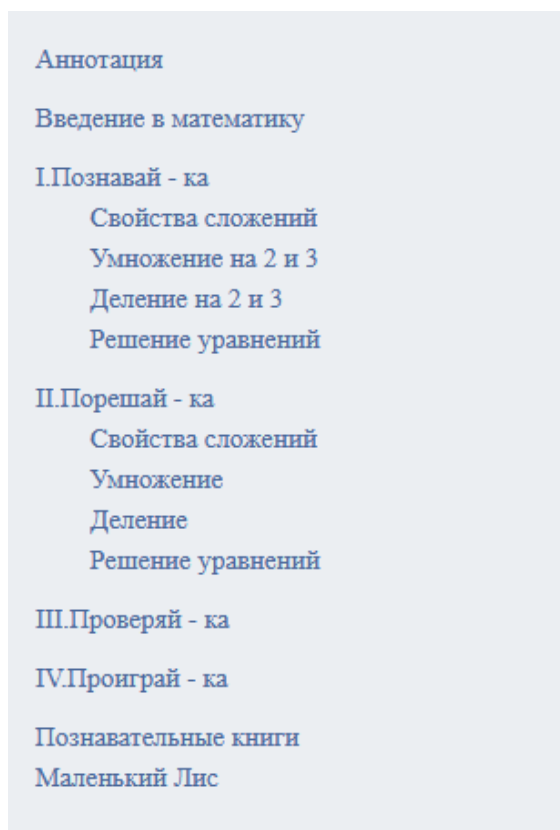 Аннотация
Введение в математику
I.Познавай - ка
Свойства сложений
Умножение на 2 и 3
Деление на 2 и 3
Решение уравнений
II.Порешай - ка
Свойства сложений
Умножение
Деление
Решение уравнений
III.Проверяй - ка
IV.Проиграй - ка
Познавательные книги
Маленький Лис